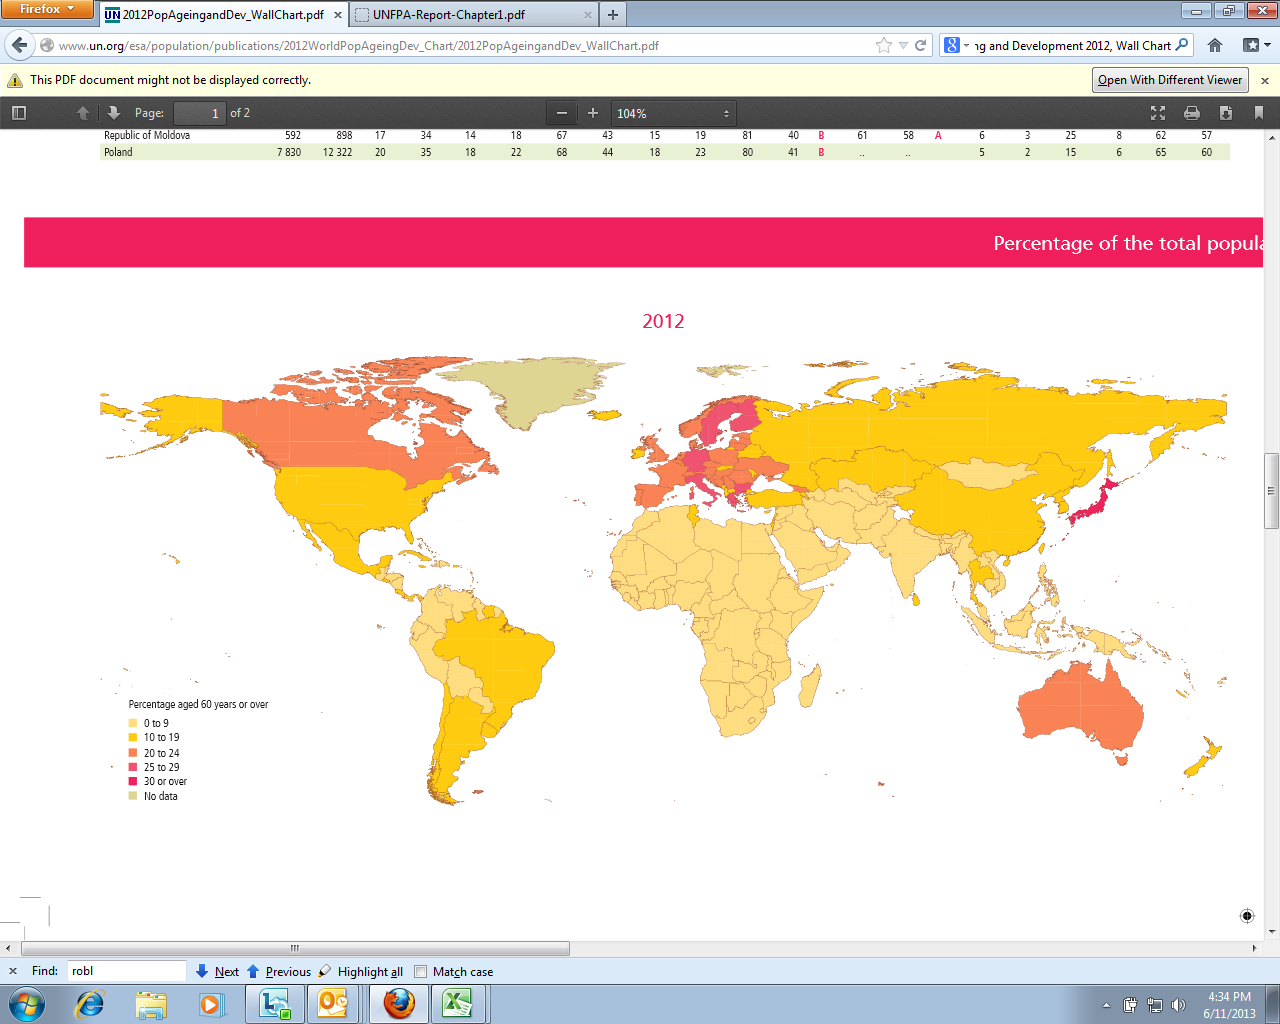 Firefox
UN 2012PopAgeingandDev_WallChart.pdf
UNFPA-Report-Chapter1.pdf
www.un.org/esa/population/publications/2012WorldPopAgeingDev_Chart/2012PopAgeingandDev_WallChart.pdf
g
ng and Development 2012, Wall Chart
This PDF document might not be displayed correctly.
Open With Different Viewer
Page: 1 of 2
104%
Republic of Moldova 592 898 17 34 14 18 67 43 15 19 81 40 B 61 58 A 6 3 25 8 62 57
Poland 7 830 12 322 20 35 18 22 68 44 18 23 80 41 B .. .. 5 2 15 6 65 60
Percentage of the total popula
2012
Percentage aged 60 years or over
0 to 9
10 to 19
20 to 24
25 to 29
30 or over
No data
Find: robl Next Previous Highlight all Match case
4:34 PM
6/11/2013